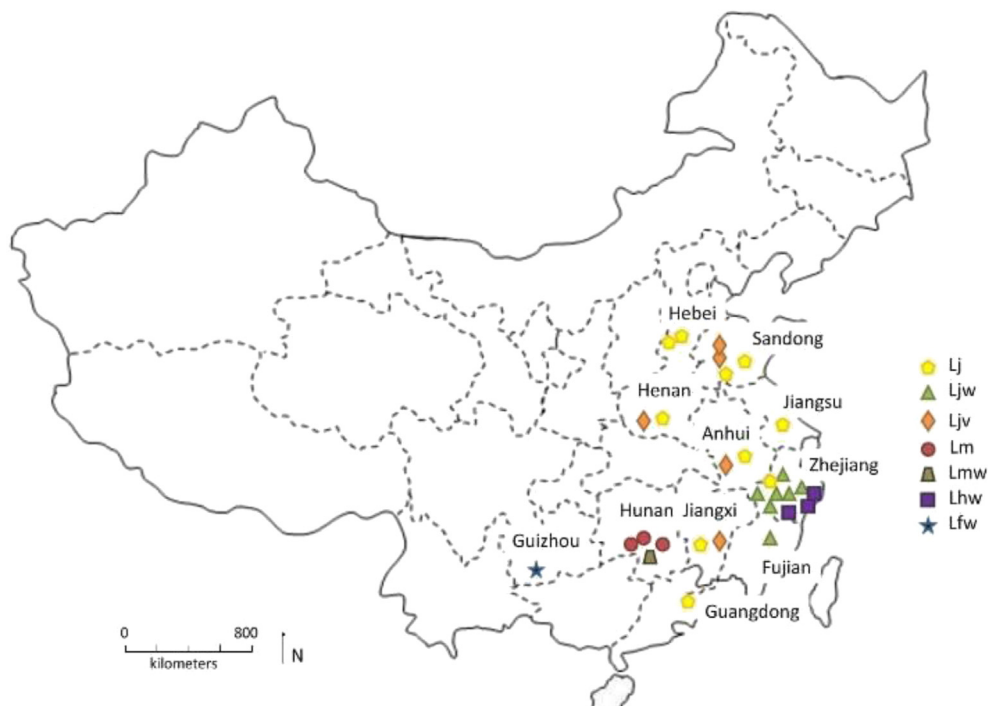 Hebei
Sandong
Henan
Jiangsu
Anhui
Zhejiang
Hunan Jiangxi
Guizhou
Fujian
Guangdong
0 800
kilometers
N
Lj
Ljw
Ljv
Lm
Lmw
Lhw
Lfw